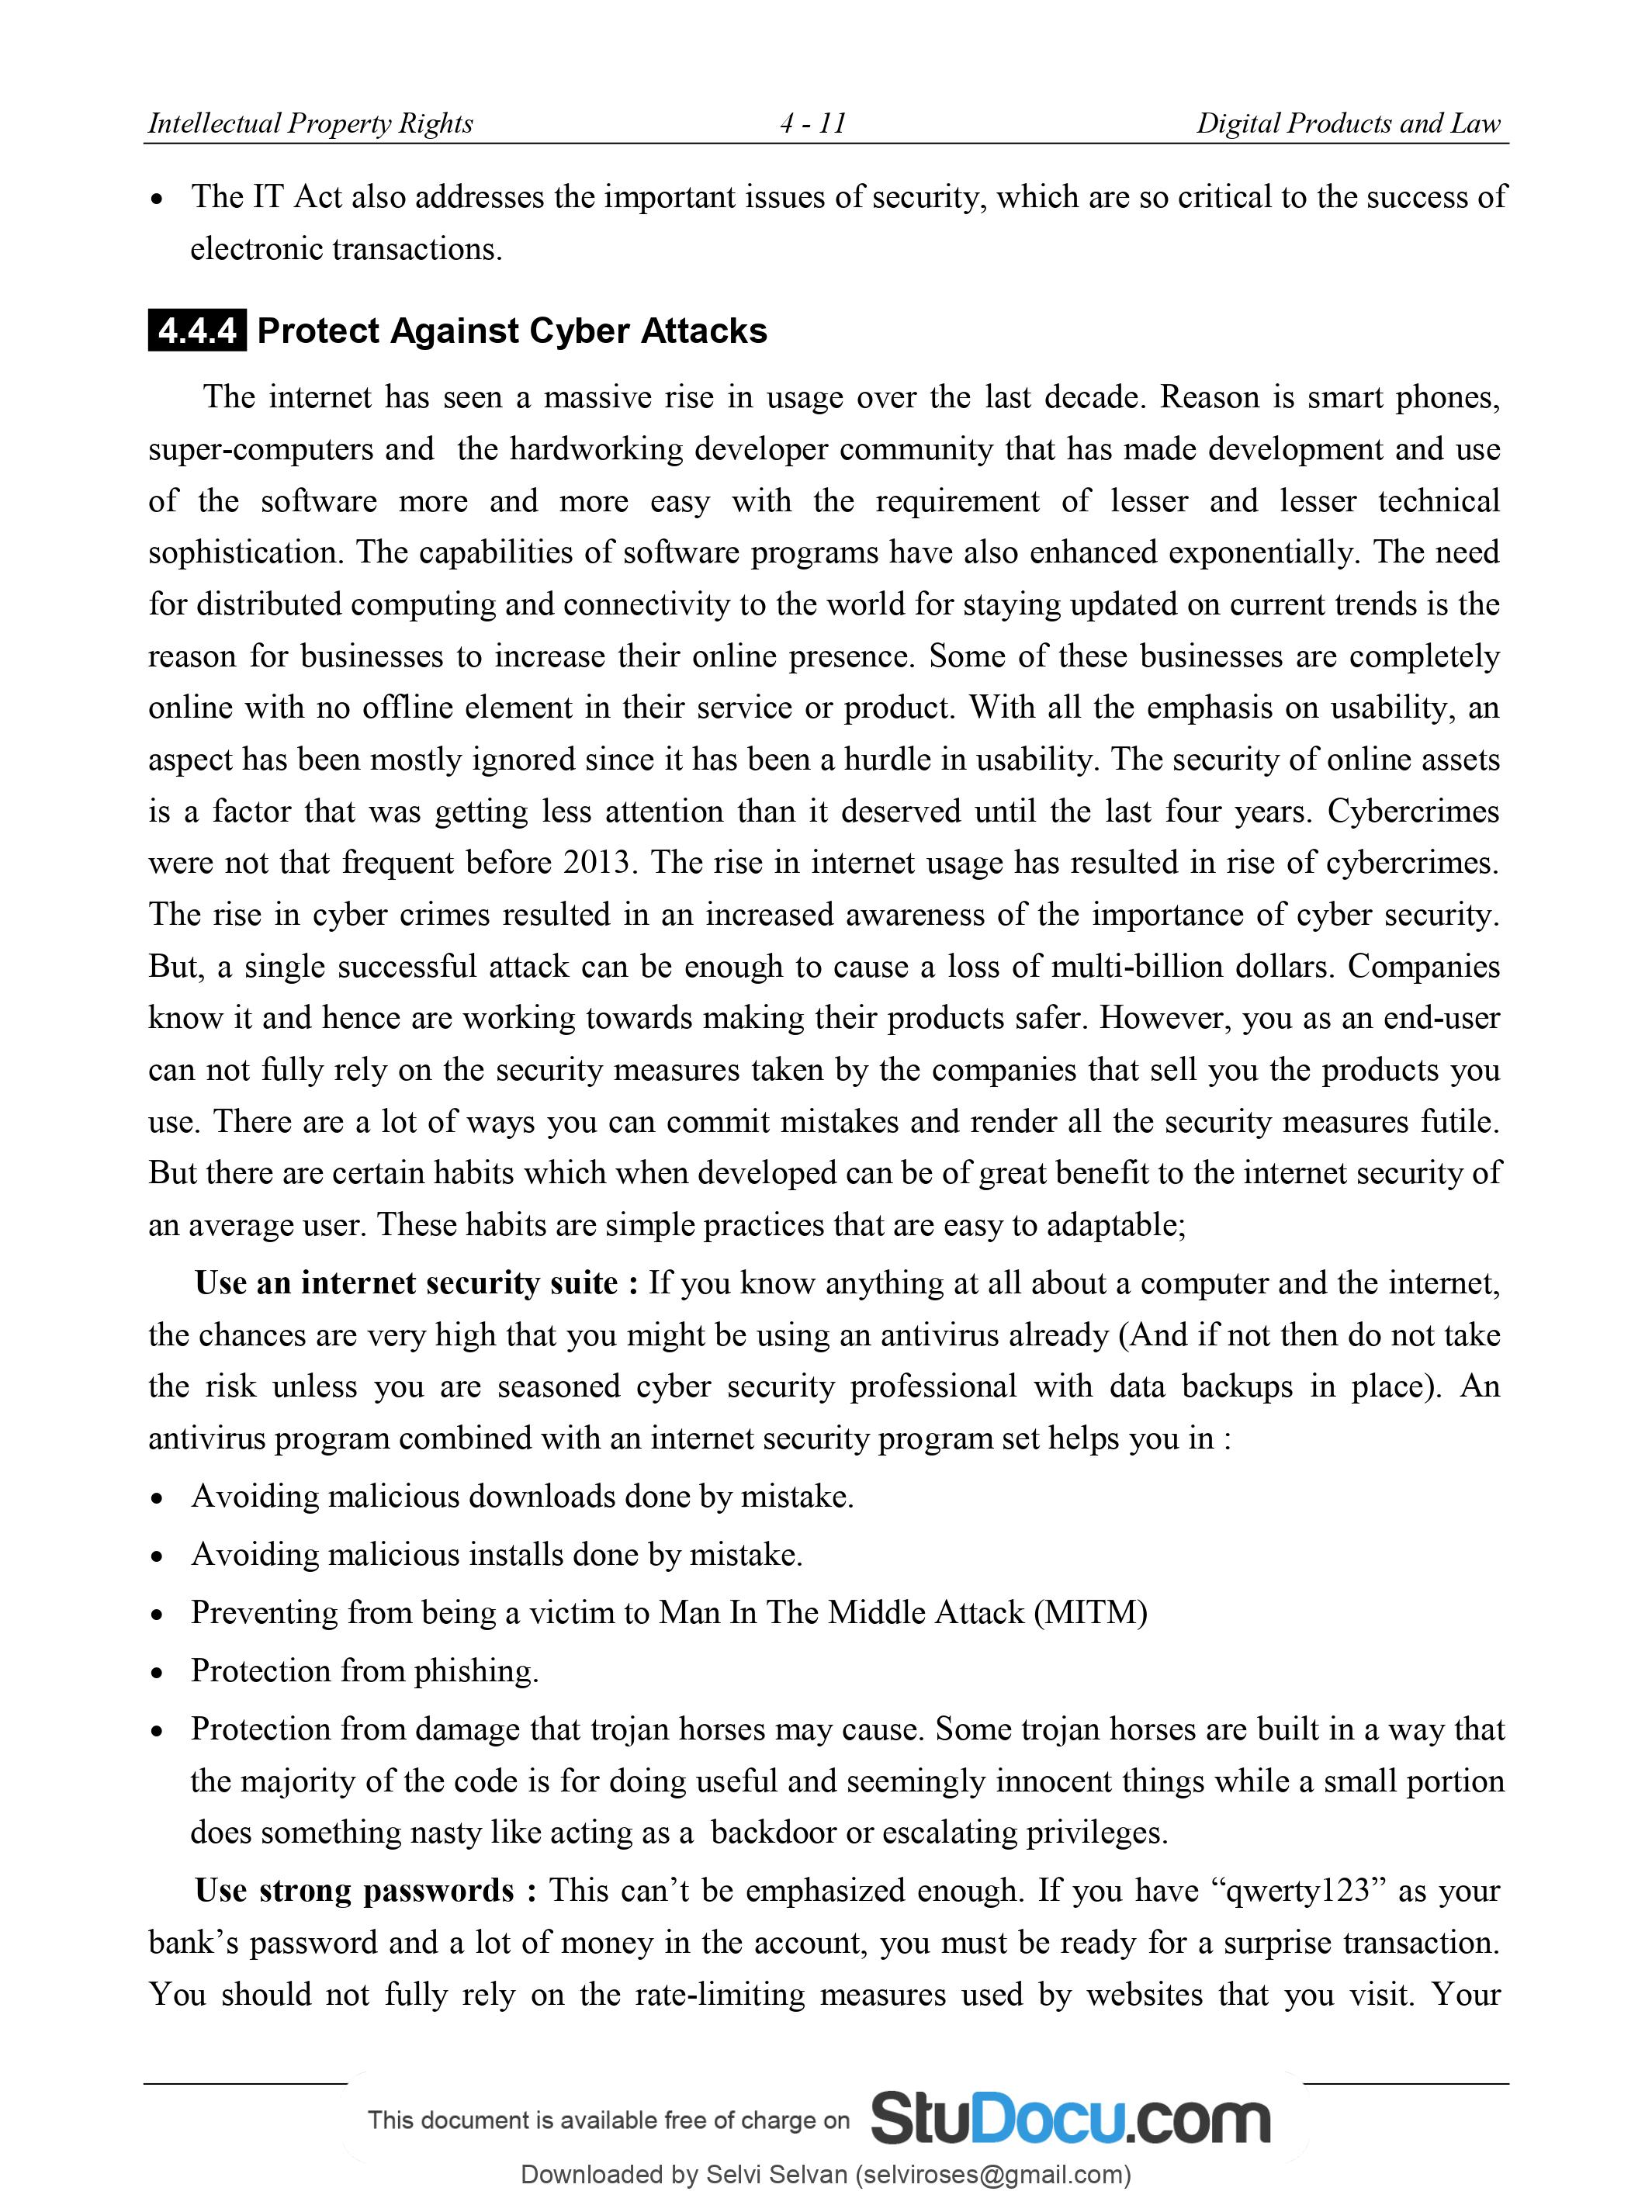 Intellectual Property Rights 4 - 11 Digital Products and Law
• The IT Act also addresses the important issues of security, which are so critical to the success of
electronic transactions.
4.4.4 Protect Against Cyber Attacks
The internet has seen a massive rise in usage over the last decade. Reason is smart phones,
super-computers and the hardworking developer community that has made development and use
of the software more and more easy with the requirement of lesser and lesser technical
sophistication. The capabilities of software programs have also enhanced exponentially. The need
for distributed computing and connectivity to the world for staying updated on current trends is the
reason for businesses to increase their online presence. Some of these businesses are completely
online with no offline element in their service or product. With all the emphasis on usability, an
aspect has been mostly ignored since it has been a hurdle in usability. The security of online assets
is a factor that was getting less attention than it deserved until the last four years. Cybercrimes
were not that frequent before 2013. The rise in internet usage has resulted in rise of cybercrimes.
The rise in cyber crimes resulted in an increased awareness of the importance of cyber security.
But, a single successful attack can be enough to cause a loss of multi-billion dollars. Companies
know it and hence are working towards making their products safer. However, you as an end-user
can not fully rely on the security measures taken by the companies that sell you the products you
use. There are a lot of ways you can commit mistakes and render all the security measures futile.
But there are certain habits which when developed can be of great benefit to the internet security of
an average user. These habits are simple practices that are easy to adaptable;
Use an internet security suite : If you know anything at all about a computer and the internet,
the chances are very high that you might be using an antivirus already (And if not then do not take
the risk unless you are seasoned cyber security professional with data backups in place). An
antivirus program combined with an internet security program set helps you in :
• Avoiding malicious downloads done by mistake.
• Avoiding malicious installs done by mistake.
• Preventing from being a victim to Man In The Middle Attack (MITM)
• Protection from phishing.
• Protection from damage that trojan horses may cause. Some trojan horses are built in a way that
the majority of the code is for doing useful and seemingly innocent things while a small portion
does something nasty like acting as a backdoor or escalating privileges.
Use strong passwords : This can’t be emphasized enough. If you have “qwerty123” as your
bank’s password and a lot of money in the account, you must be ready for a surprise transaction.
You should not fully rely on the rate-limiting measures used by websites that you visit. Your
This document is available free of charge on StuDocu.com
Downloaded by Selvi Selvan (selviroses@gmail.com)